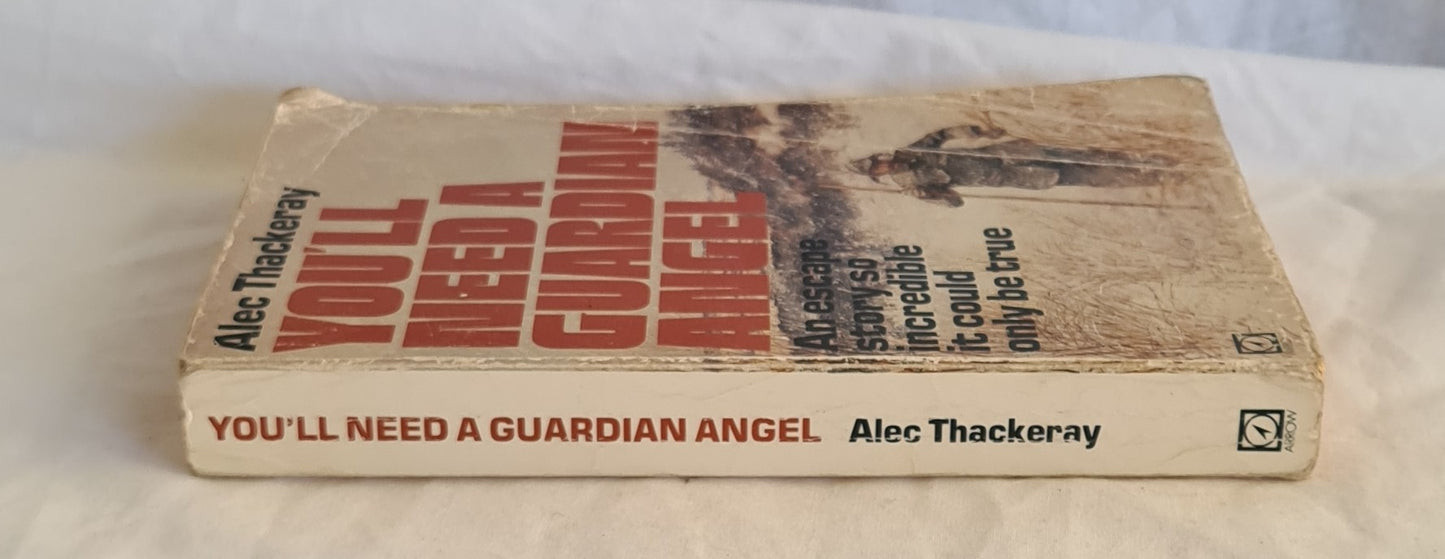 Alec Thackeray
YOU'LL
NEED A
GUARDIAN
ANGEL
An escape
story so
incredible
it could
only be true
YOU'LL NEED A GUARDIAN ANGEL Alec Thackeray
ARROW